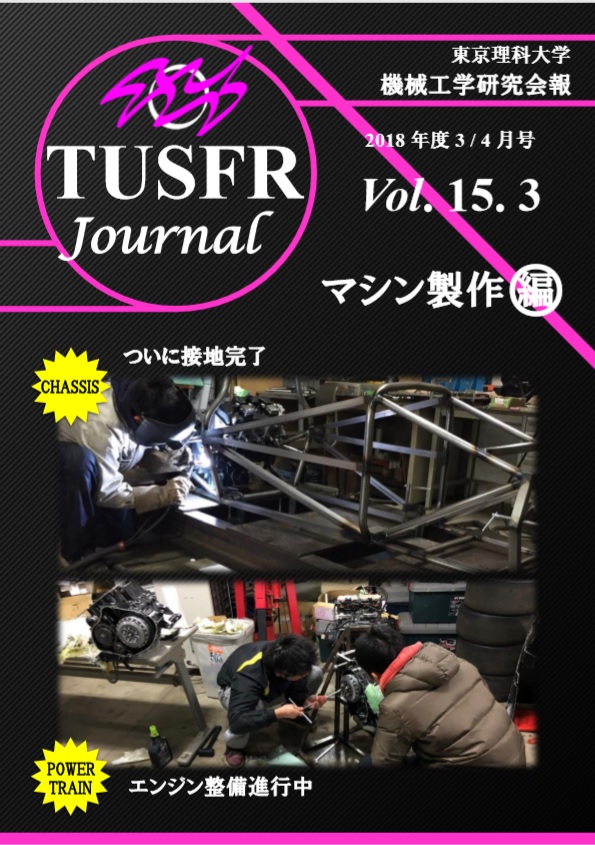 東京理科大学
機械工学研究会報
TUSFR
Journal
2018 年度 3 / 4 月号
Vol. 15. 3
マシン製作 編
ついに接地完了
CHASSIS
POWER
TRAIN
エンジン整備進行中